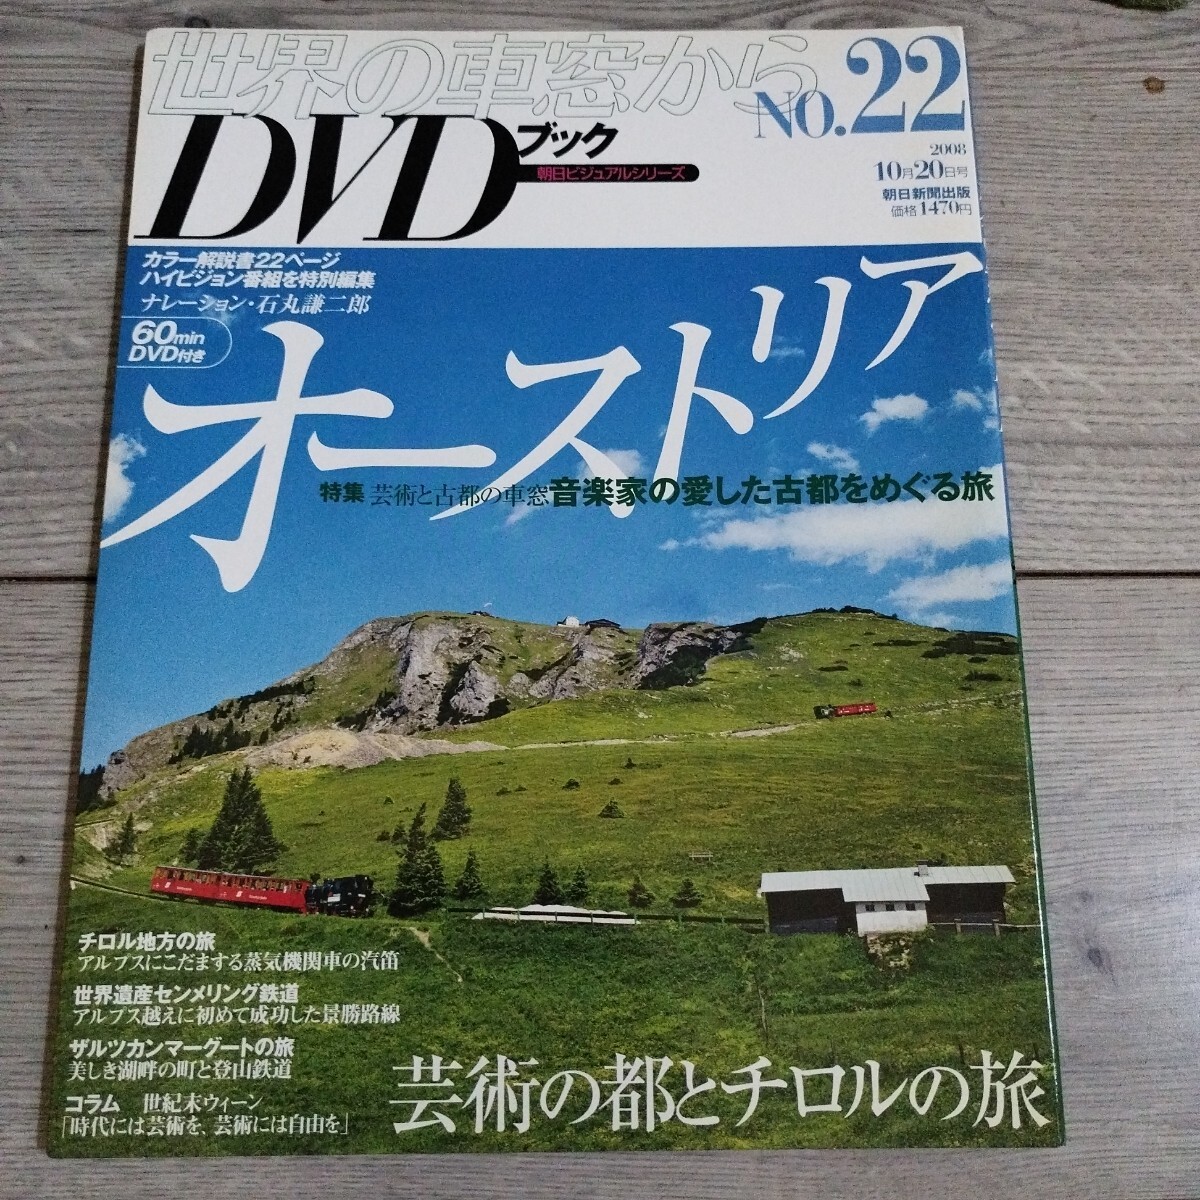 世界の車窓から
NO.22
DVDブック
朝日ビジュアルシリーズ
2008
10月20日号
朝日新聞出版
価格1470円
カラー解説書22ページ
ハイビジョン番組を特別編集
ナレーション・石丸謙二郎
60min
DVD付き
オーストリア
特集 芸術と古都の車窓 音楽家の愛した古都をめぐる旅
チロル地方の旅
アルプスにこだまする蒸気機関車の汽笛
世界遺産センメリング鉄道
アルプス越えに初めて成功した景勝路線
ザルツカンマーグートの旅
美しき湖畔の町と登山鉄道
コラム 世紀末ウィーン
「時代には芸術を、芸術には自由を」
芸術の都とチロルの旅